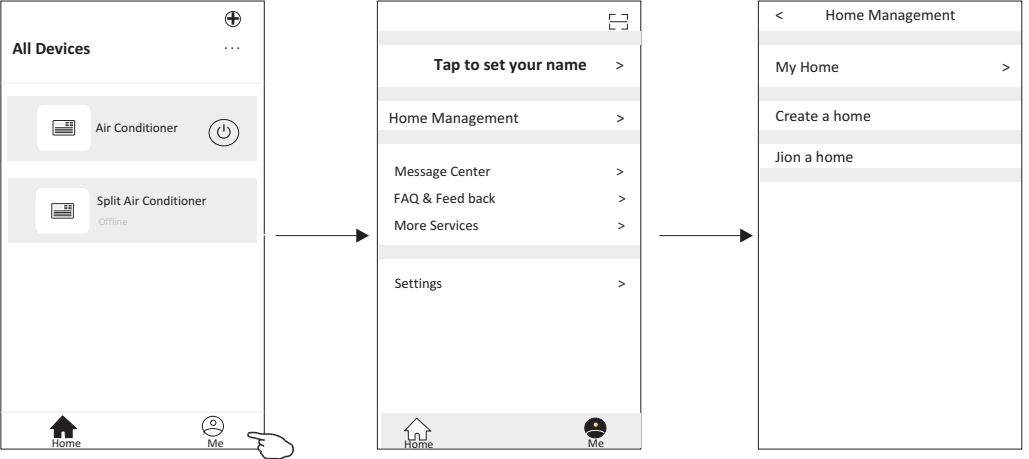 All Devices
...
Air Conditioner
Split Air Conditioner
Offline
Home
Me
Tap to set your name >
Home Management >
Message Center >
FAQ & Feed back >
More Services >
Settings >
Home
Me
< Home Management
My Home >
Create a home
Jion a home